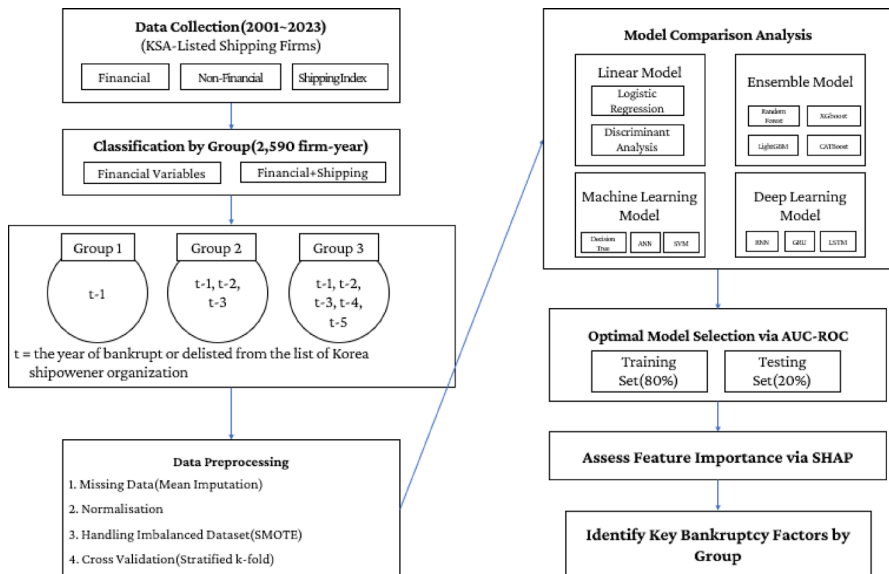 Data Collection(2001~2023)
(KSA-Listed Shipping Firms)
Financial
Non-Financial
ShippingIndex
Classification by Group(2,590 firm-year)
Financial Variables
Financial+Shipping
Group 1
Group 2
Group 3
t-1
t-1, t-2,
t-3
t-1, t-2,
t-3, t-4,
t-5
t = the year of bankrupt or delisted from the list of Korea
shipowner organization
Data Preprocessing
1. Missing Data(Mean Imputation)
2. Normalisation
3. Handling Imbalanced Dataset(SMOTE)
4. Cross Validation(Stratified k-fold)
Model Comparison Analysis
Linear Model
Logistic
Regression
Discriminant
Analysis
Ensemble Model
Random
Forest
XGboost
LightGBM
CATBoost
Machine Learning
Model
Decision
Tree
ANN
SVM
Deep Learning
Model
RNN
GRU
LSTM
Optimal Model Selection via AUC-ROC
Training
Set(80%)
Testing
Set(20%)
Assess Feature Importance via SHAP
Identify Key Bankruptcy Factors by
Group